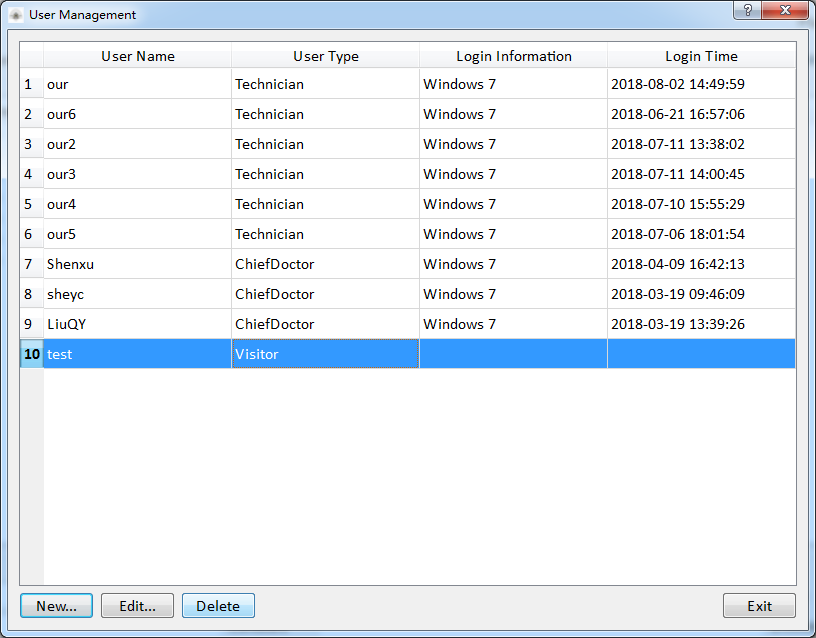 User Management
?
User Name User Type Login Information Login Time
1 our Technician Windows 7 2018-08-02 14:49:59
2 our6 Technician Windows 7 2018-06-21 16:57:06
3 our2 Technician Windows 7 2018-07-11 13:38:02
4 our3 Technician Windows 7 2018-07-11 14:00:45
5 our4 Technician Windows 7 2018-07-10 15:55:29
6 our5 Technician Windows 7 2018-07-06 18:01:54
7 Shenxu ChiefDoctor Windows 7 2018-04-09 16:42:13
8 sheyc ChiefDoctor Windows 7 2018-03-19 09:46:09
9 LiuQY ChiefDoctor Windows 7 2018-03-19 13:39:26
10 test Visitor
New... Edit... Delete Exit